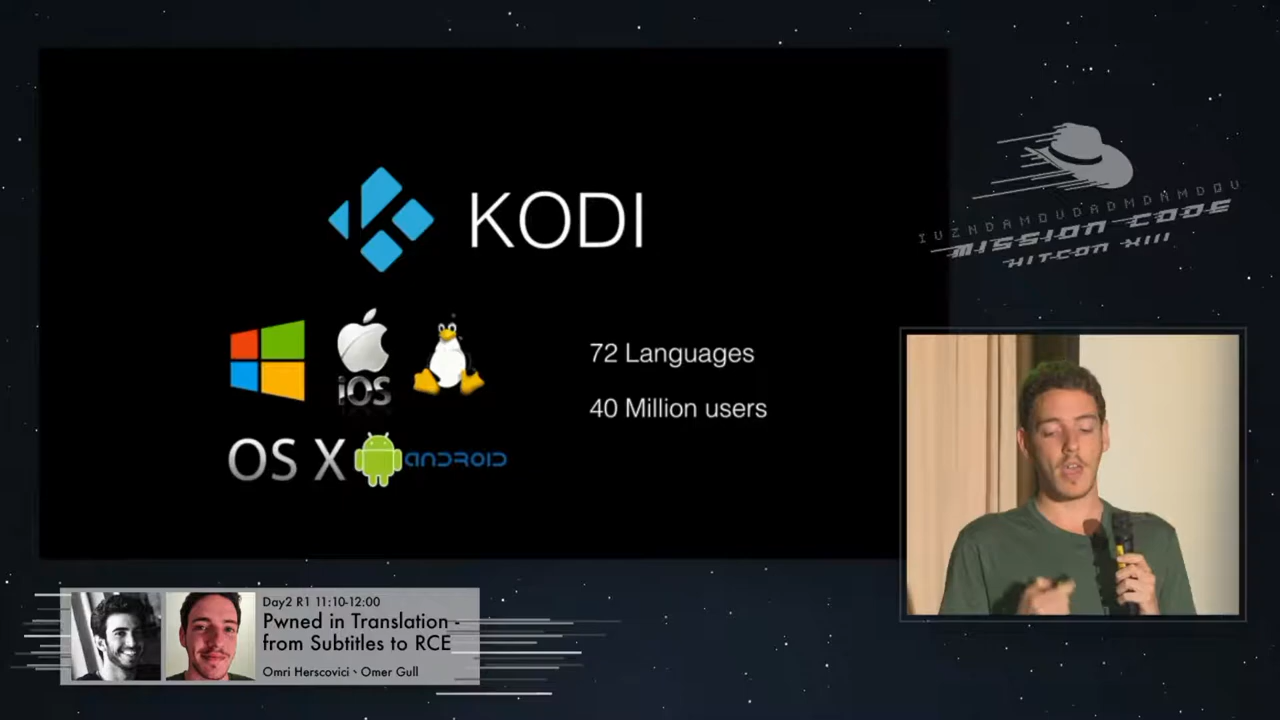 KODI
iOS
72 Languages
40 Million users
OS X
ANDROID
MISSION CODE
HITCON XIII
Day2 R1 11:10-12:00
Pwned in Translation -
from Subtitles to RCE
Omri Herscovici、Omer Gull